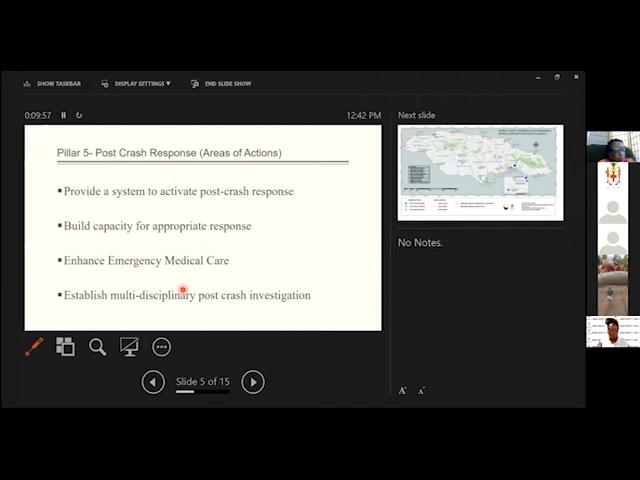 SHOW TASKBAR
DISPLAY SETTINGS ▼
END SLIDE SHOW
0:09:57
12:42 PM
Pillar 5- Post Crash Response (Areas of Actions)
▪Provide a system to activate post-crash response
▪Build capacity for appropriate response
▪Enhance Emergency Medical Care
▪Establish multi-disciplinary post crash investigation
Slide 5 of 15
Next slide
No Notes.
A
A